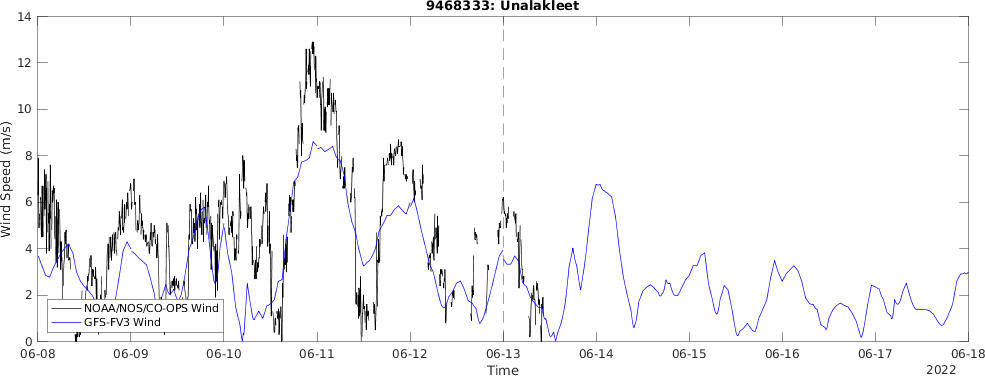 9468333: Unalakleet
14
12
10
8
6
4
2
0
Wind Speed (m/s)
NOAA/NOS/CO-OPS Wind
GFS-FV3 Wind
06-08 06-09 06-10 06-11 06-12 06-13 06-14 06-15 06-16 06-17 06-18
Time
2022